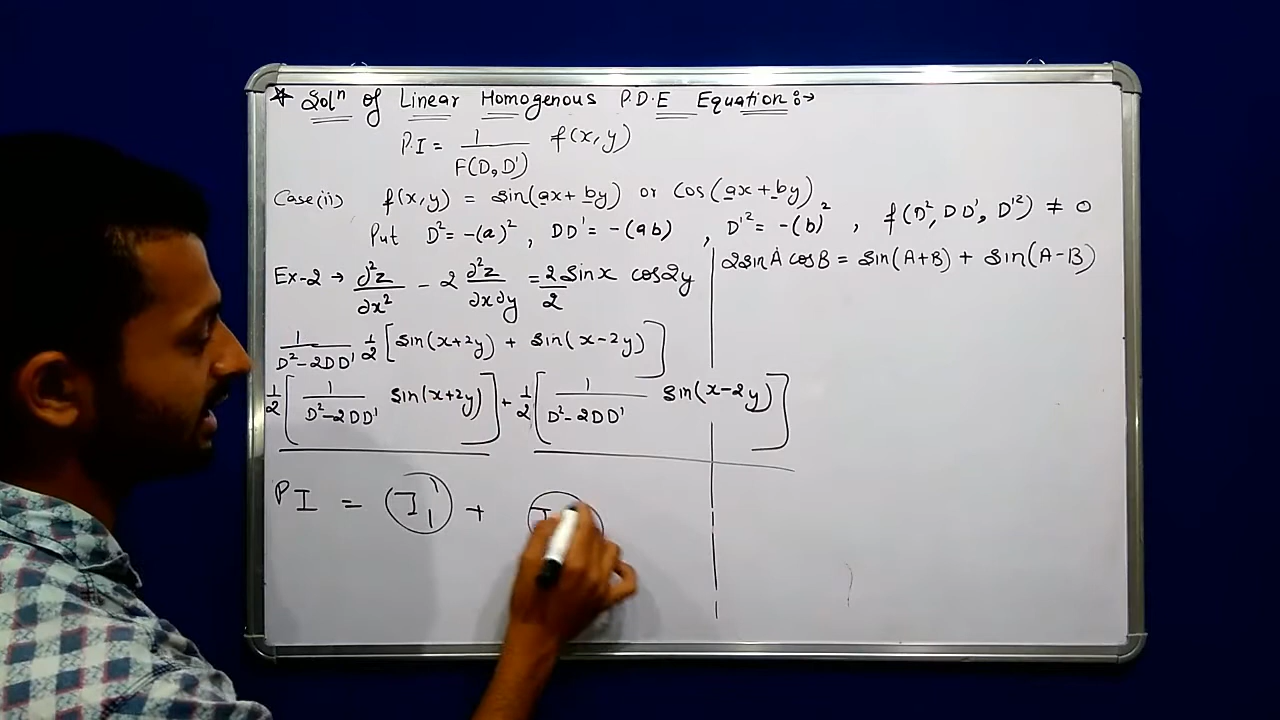 * Solⁿ of Linear Homogenous P.D.E Equation :→
P.I = 1/F(D, D') f(x, y)
Case (ii) f(x, y) = sin(ax + by) or cos(ax + by)
Put D² = -(a)², DD' = -(ab), D'² = -(b)², f(D², DD', D'²) ≠ 0
Ex-2 → ∂²z/∂x² - 2 ∂²z/∂x∂y = 2/2 sinx cos2y
2sinA cosB = sin(A+B) + sin(A-B)
1/(D²-2DD') 1/2 [sin(x+2y) + sin(x-2y)]
1/2 [1/(D²-2DD') sin(x+2y)] + 1/2 [1/(D²-2DD') sin(x-2y)]
PI = I₁ + I